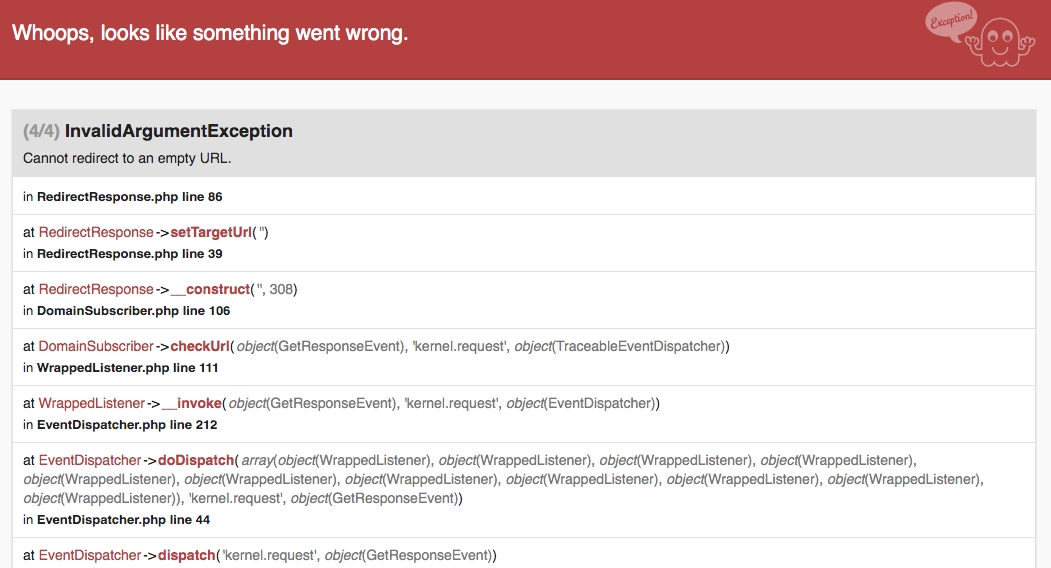 Whoops, looks like something went wrong.
Exception!
(4/4) InvalidArgumentException
Cannot redirect to an empty URL.
in RedirectResponse.php line 86
at RedirectResponse->setTargetUrl('')
in RedirectResponse.php line 39
at RedirectResponse->__construct('', 308)
in DomainSubscriber.php line 106
at DomainSubscriber->checkUrl(object(GetResponseEvent), 'kernel.request', object(TraceableEventDispatcher))
in WrappedListener.php line 111
at WrappedListener->__invoke(object(GetResponseEvent), 'kernel.request', object(EventDispatcher))
in EventDispatcher.php line 212
at EventDispatcher->doDispatch(array(object(WrappedListener), object(WrappedListener), object(WrappedListener), object(WrappedListener),
object(WrappedListener), object(WrappedListener), object(WrappedListener), object(WrappedListener), object(WrappedListener), object(WrappedListener),
object(WrappedListener)), 'kernel.request', object(GetResponseEvent))
in EventDispatcher.php line 44
at EventDispatcher->dispatch('kernel.request', object(GetResponseEvent))